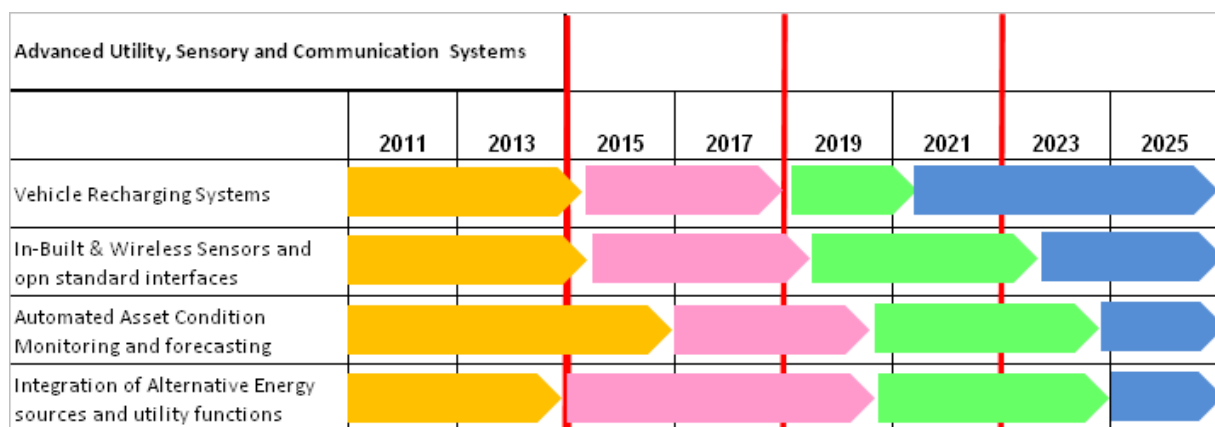 Advanced Utility, Sensory and Communication Systems
2011 2013 2015 2017 2019 2021 2023 2025
Vehicle Recharging Systems
In-Built & Wireless Sensors and
opn standard interfaces
Automated Asset Condition
Monitoring and forecasting
Integration of Alternative Energy
sources and utility functions